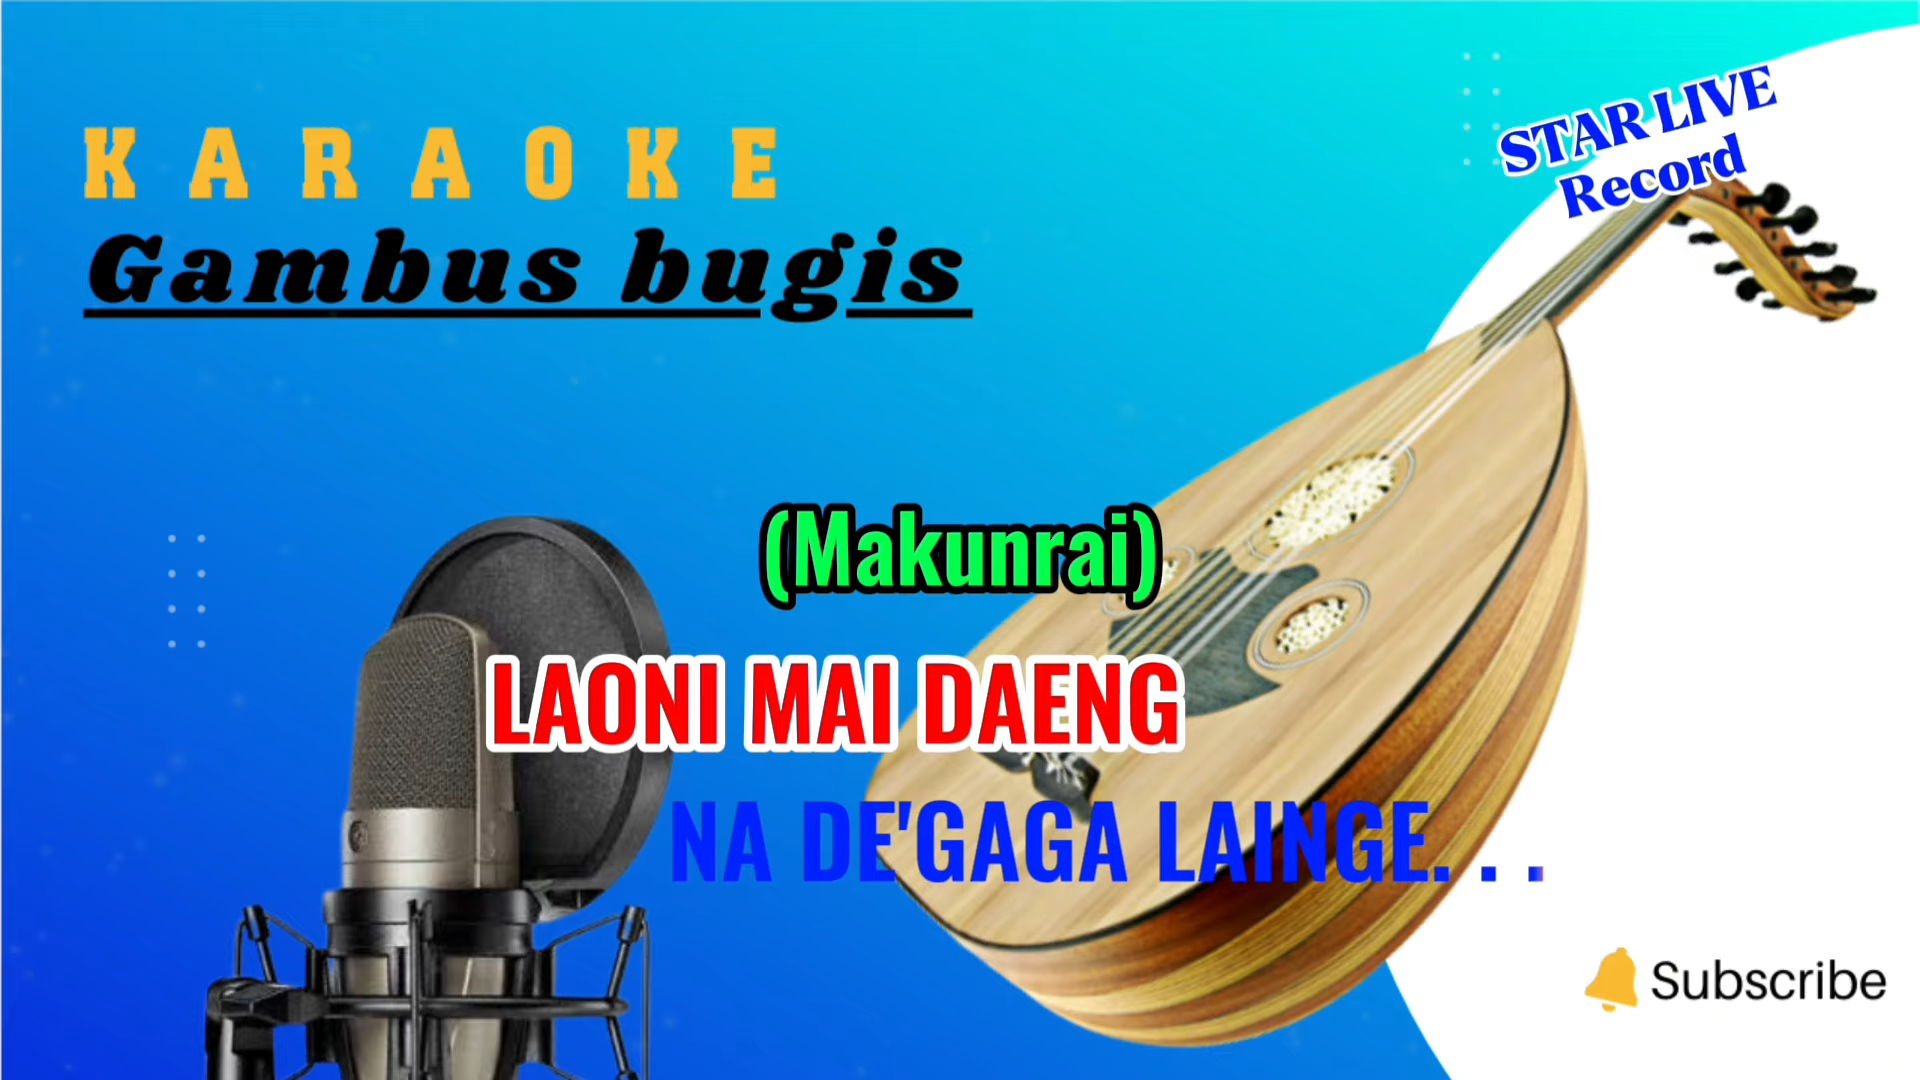 KARAOKE
Gambus bugis
STAR LIVE
Record
(Makunrai)
LAONI MAI DAENG
NA DE'GAGA LAINGE. . .
Subscribe